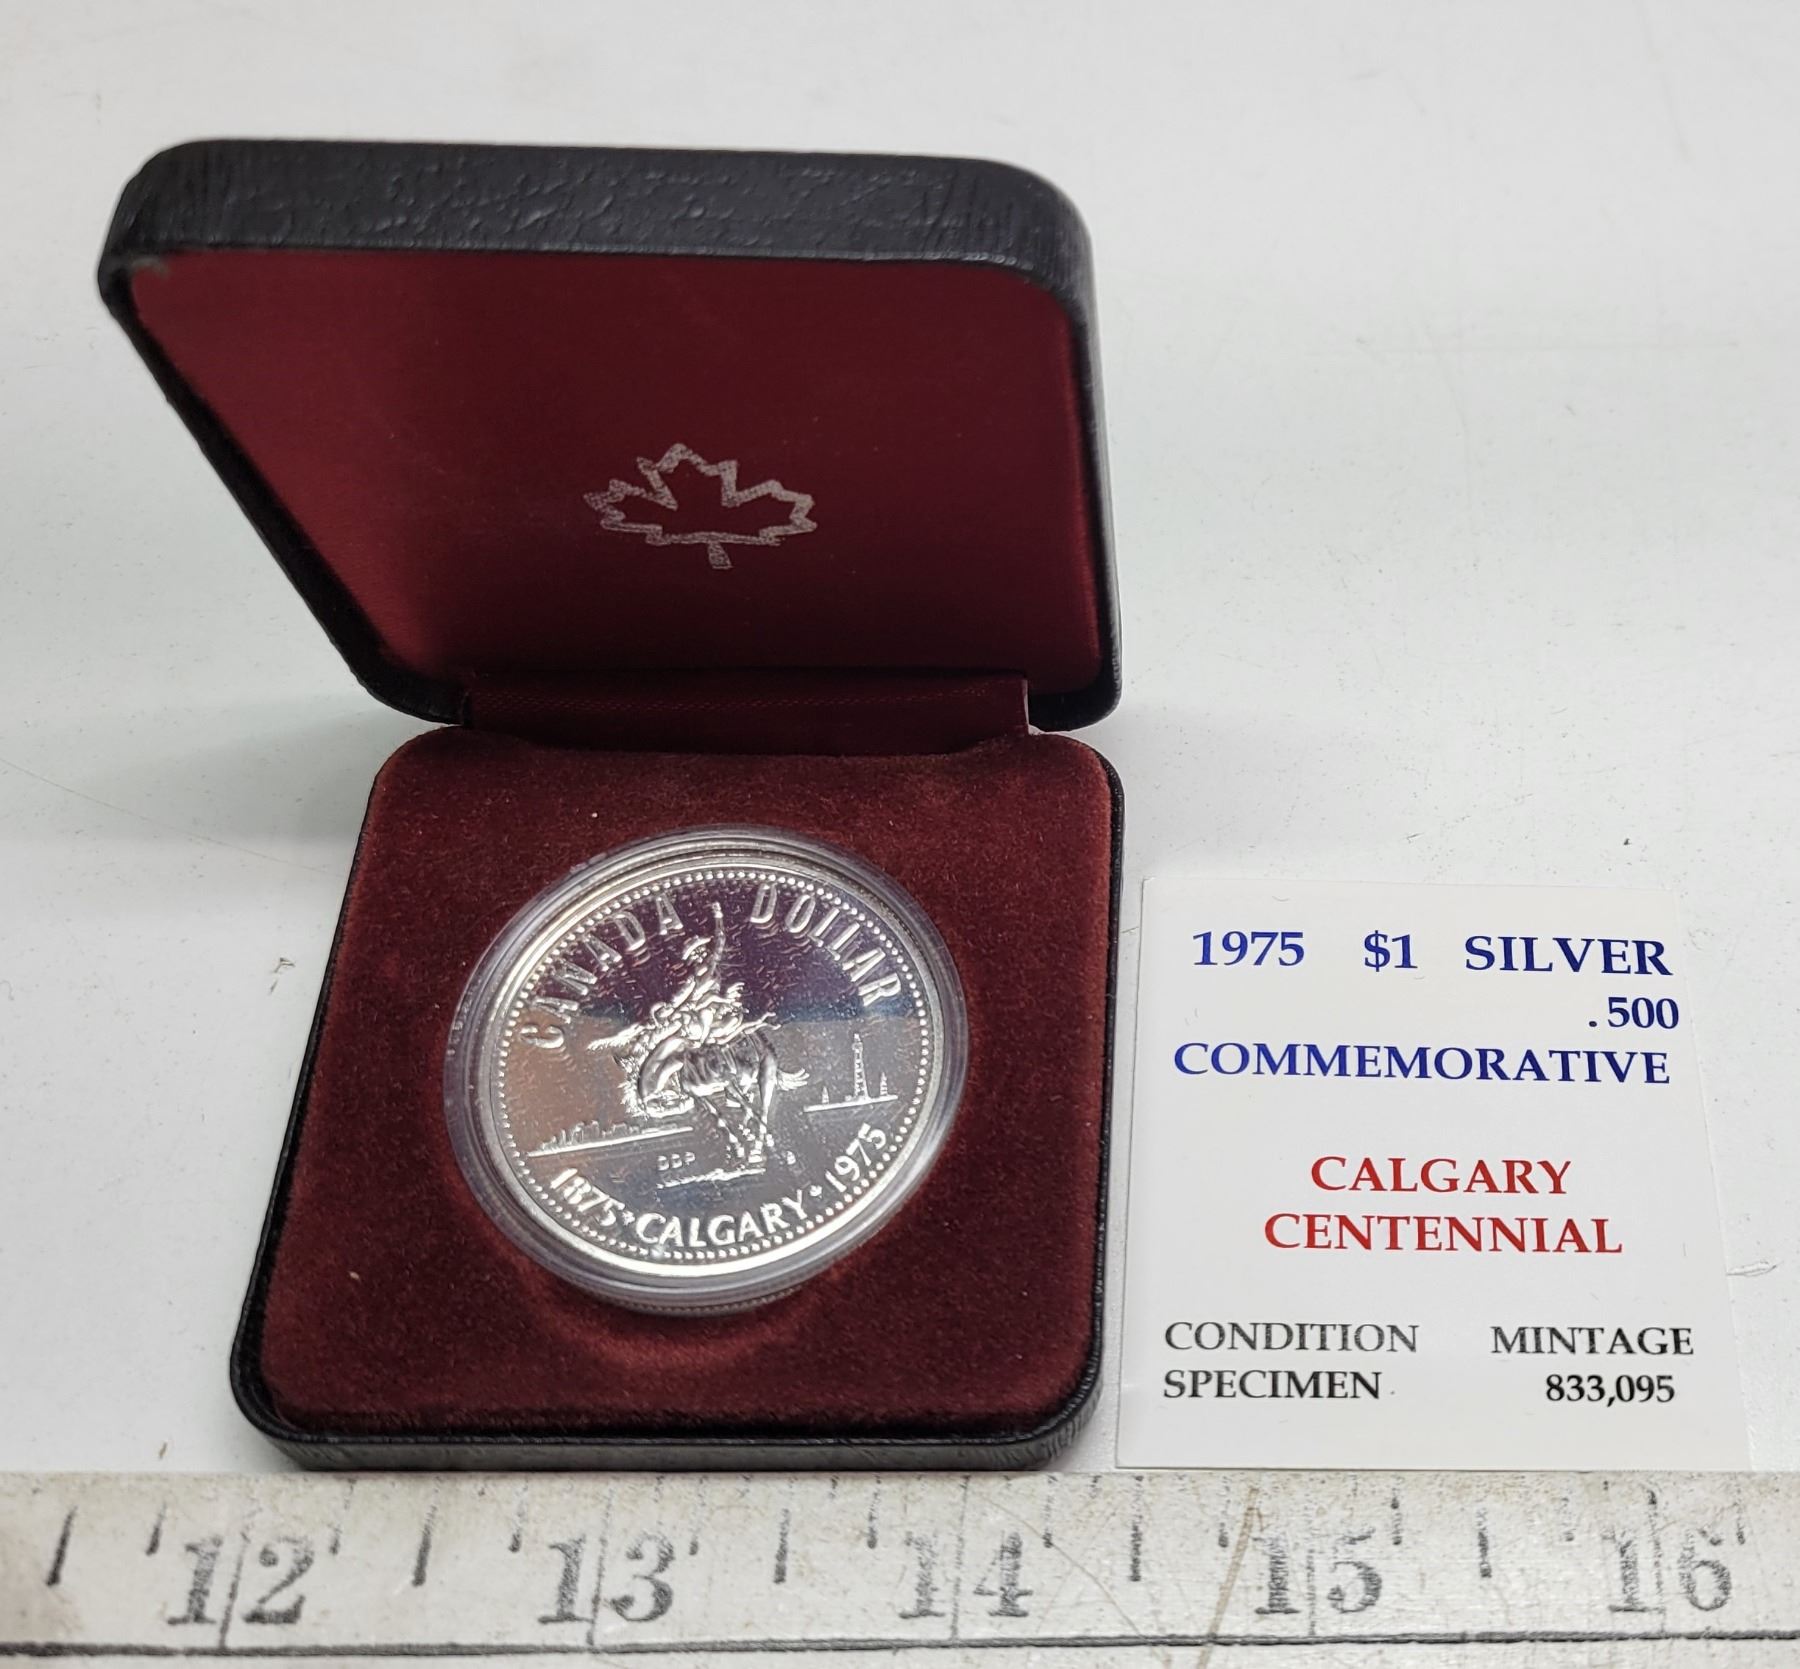 CANADA DOLLAR
DDP
1875 • CALGARY • 1975
1975 $1 SILVER
.500
COMMEMORATIVE
CALGARY
CENTENNIAL
CONDITION MINTAGE
SPECIMEN 833,095
12 13 14 15 16